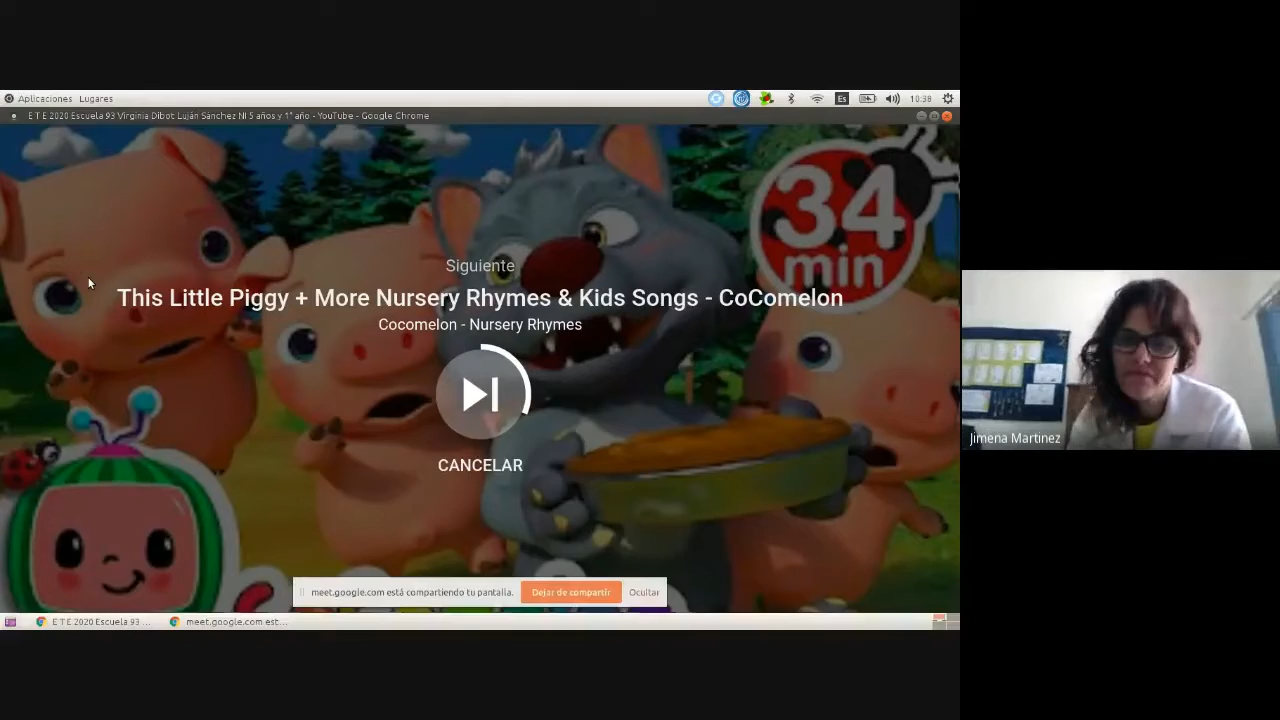 Aplicaciones Lugares
Es
10:38
E T E 2020 Escuela 93 Virginia Dibot Luján Sánchez NI 5 años y 1° año - YouTube - Google Chrome
34
min
Siguiente
This Little Piggy + More Nursery Rhymes & Kids Songs - CoComelon
Cocomelon - Nursery Rhymes
CANCELAR
Jimena Martinez
meet.google.com está compartiendo tu pantalla.
Dejar de compartir
Ocultar
E T E 2020 Escuela 93 ...
meet.google.com est...